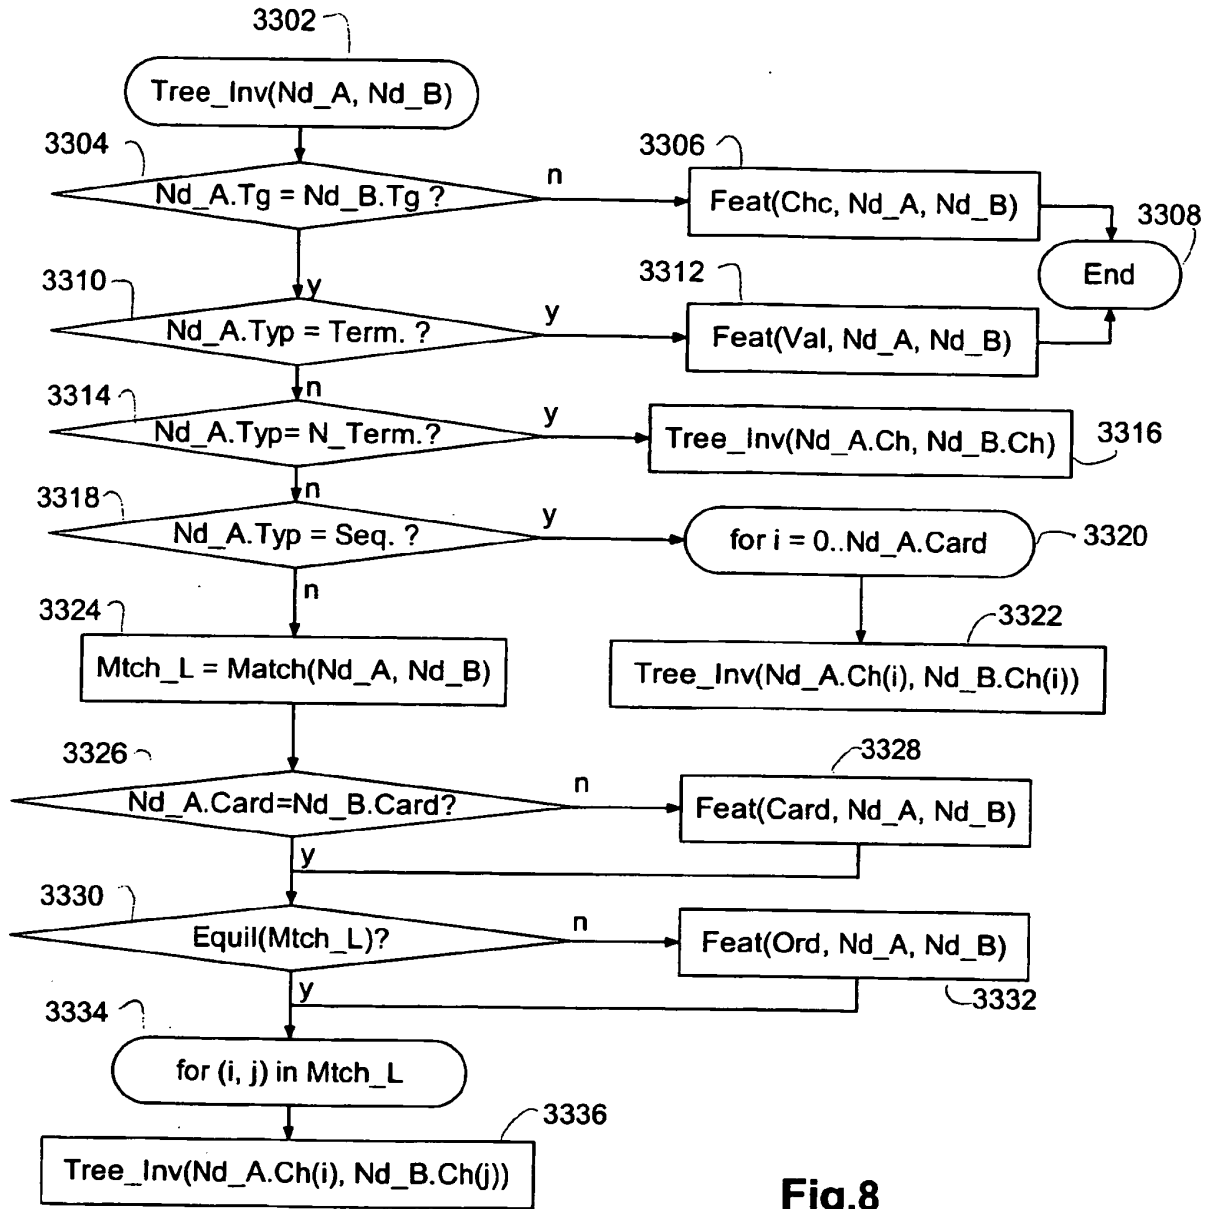 3302
Tree_Inv(Nd_A, Nd_B)
3304
Nd_A.Tg = Nd_B.Tg ?
n
3306
Feat(Chc, Nd_A, Nd_B)
3308
End
y
3310
Nd_A.Typ = Term. ?
y
3312
Feat(Val, Nd_A, Nd_B)
n
3314
Nd_A.Typ= N_Term.?
y
Tree_Inv(Nd_A.Ch, Nd_B.Ch)
3316
n
3318
Nd_A.Typ = Seq. ?
y
for i = 0..Nd_A.Card
3320
n
3322
Tree_Inv(Nd_A.Ch(i), Nd_B.Ch(i))
3324
Mtch_L = Match(Nd_A, Nd_B)
3326
Nd_A.Card=Nd_B.Card?
n
3328
Feat(Card, Nd_A, Nd_B)
y
3330
Equil(Mtch_L)?
n
Feat(Ord, Nd_A, Nd_B)
3332
y
3334
for (i, j) in Mtch_L
3336
Tree_Inv(Nd_A.Ch(i), Nd_B.Ch(j))
Fig.8